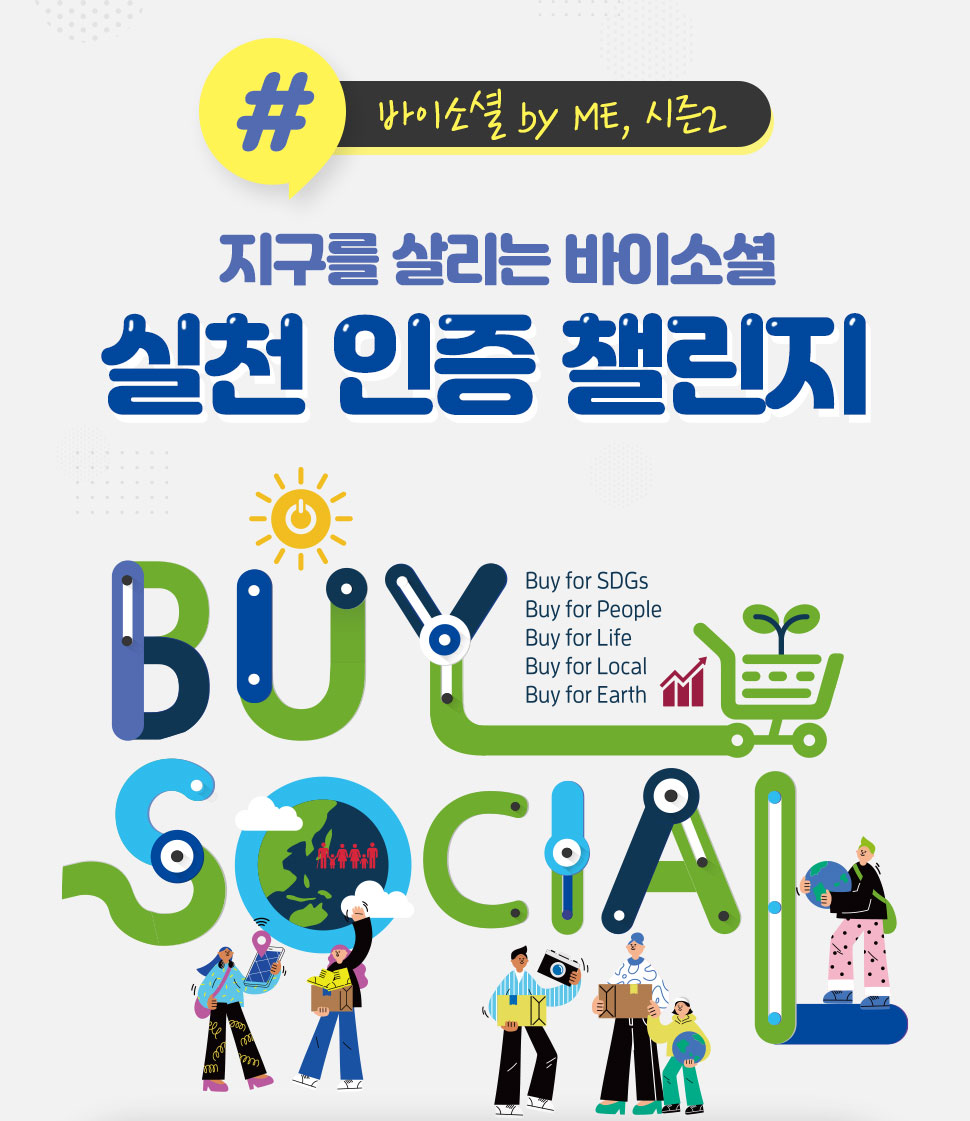 #
바이소셜 by ME, 시즌2
지구를 살리는 바이소셜
실천 인증 챌린지
BUY
Buy for SDGs
Buy for People
Buy for Life
Buy for Local
Buy for Earth
SOCIAL